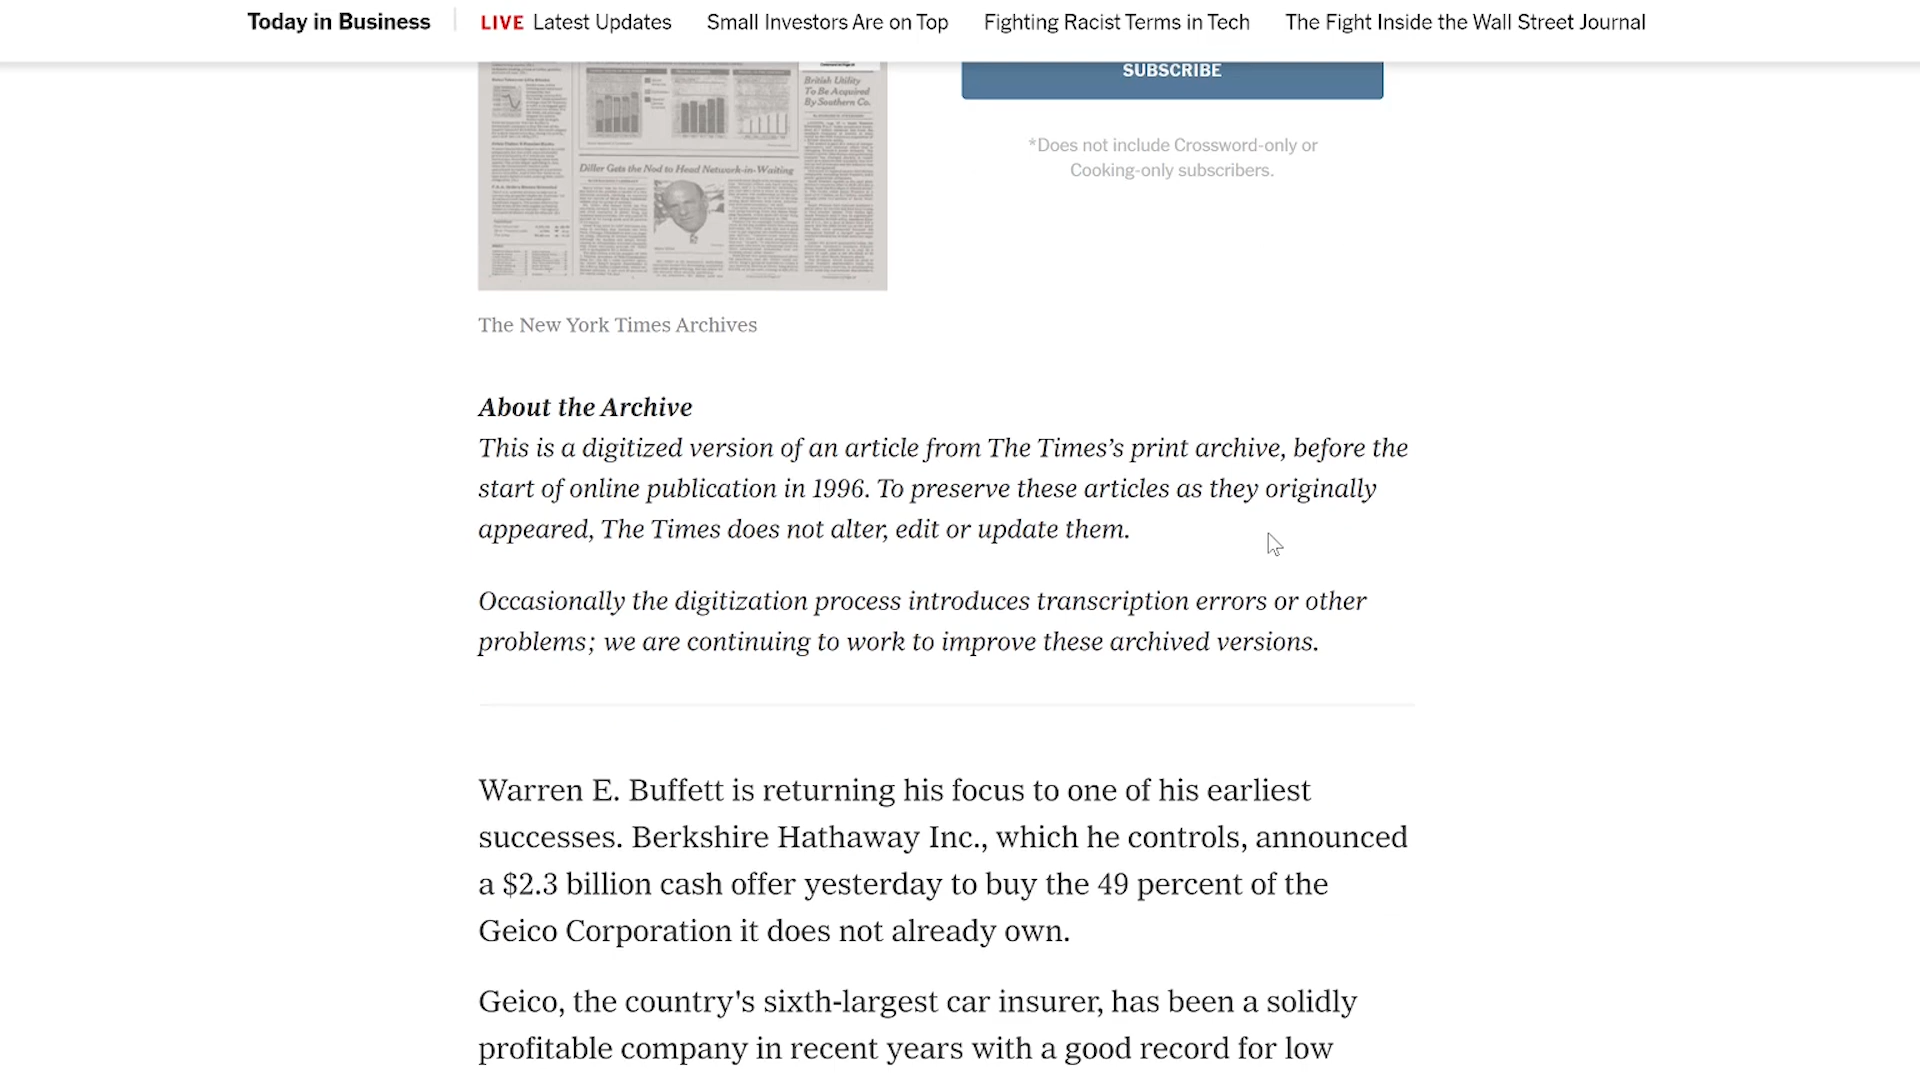 Today in Business
LIVE Latest Updates
Small Investors Are on Top
Fighting Racist Terms in Tech
The Fight Inside the Wall Street Journal
British Utility
To Be Acquired
By Southern Co.
Diller Gets the Nod to Head Network-in-Waiting
SUBSCRIBE
*Does not include Crossword-only or
Cooking-only subscribers.
The New York Times Archives
About the Archive
This is a digitized version of an article from The Times’s print archive, before the
start of online publication in 1996. To preserve these articles as they originally
appeared, The Times does not alter, edit or update them.
Occasionally the digitization process introduces transcription errors or other
problems; we are continuing to work to improve these archived versions.
Warren E. Buffett is returning his focus to one of his earliest
successes. Berkshire Hathaway Inc., which he controls, announced
a $2.3 billion cash offer yesterday to buy the 49 percent of the
Geico Corporation it does not already own.
Geico, the country's sixth-largest car insurer, has been a solidly
profitable company in recent years with a good record for low